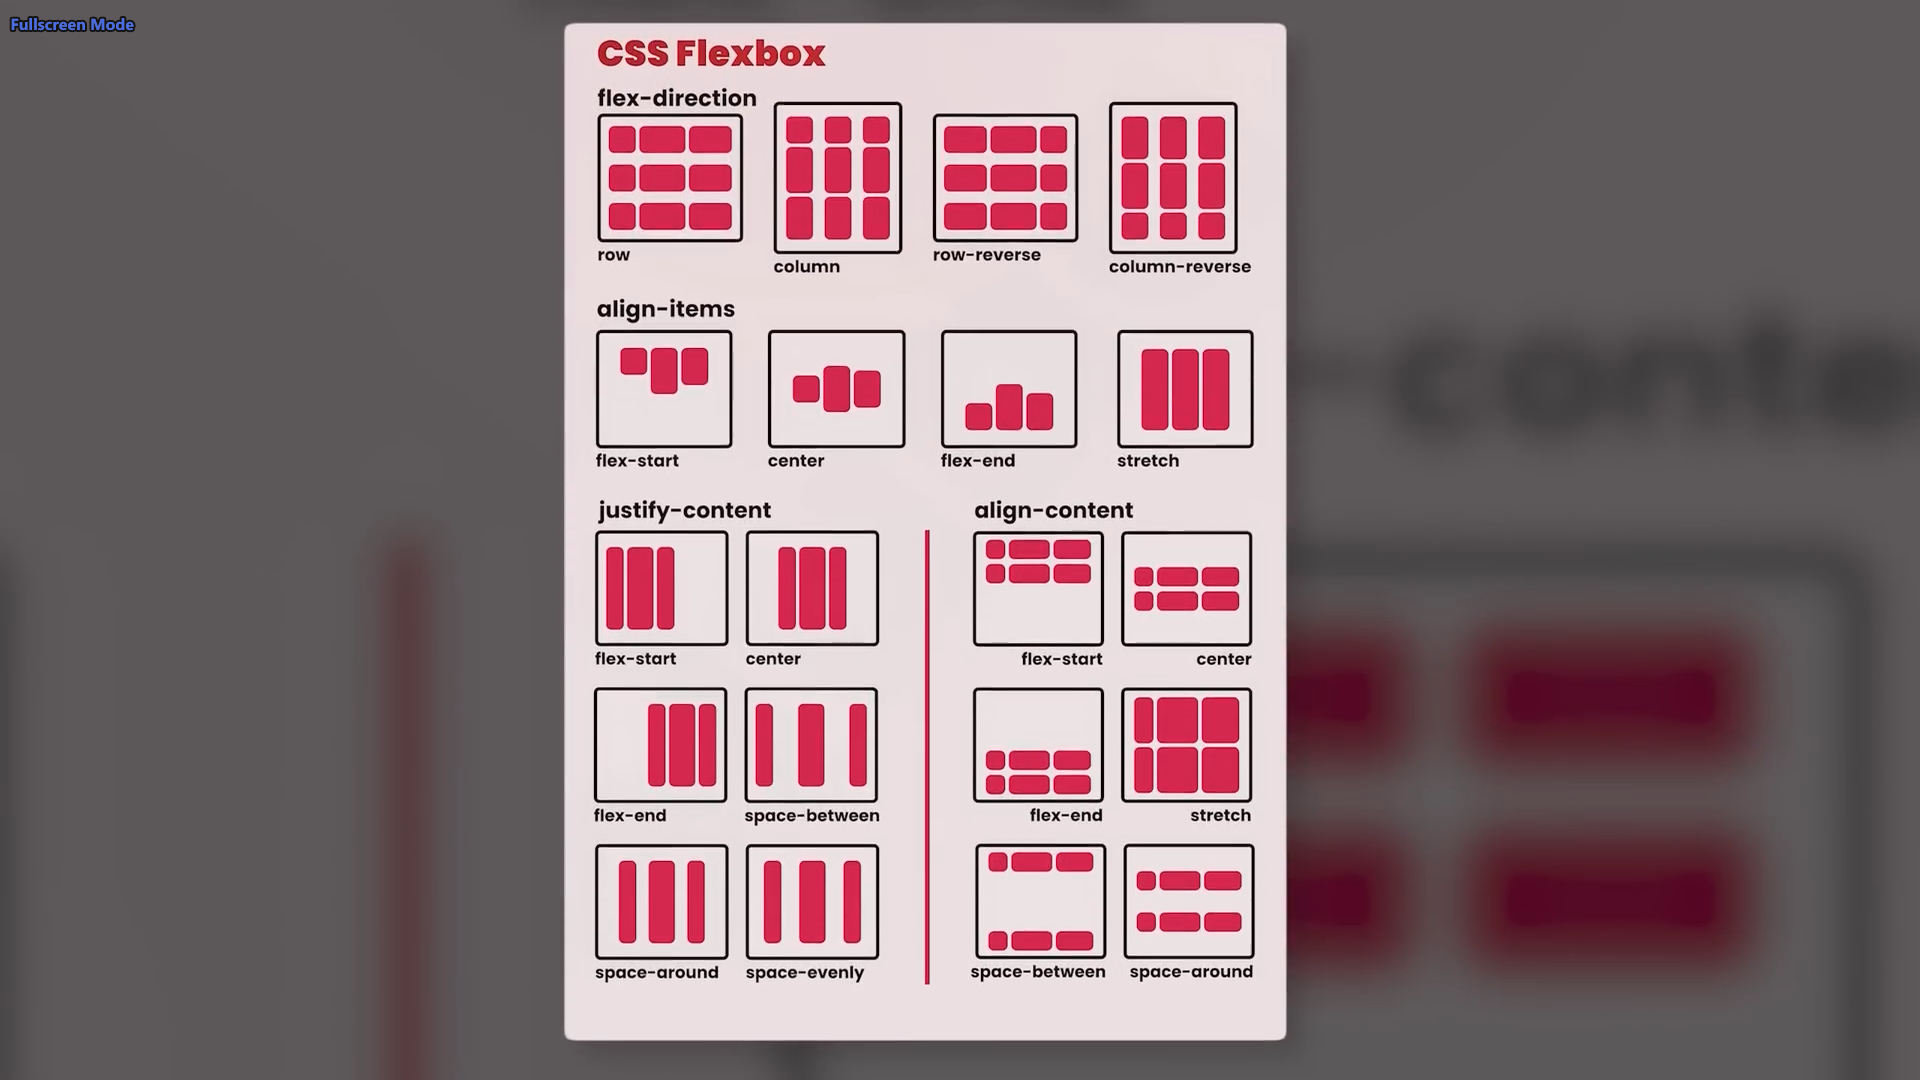 Fullscreen Mode
CSS Flexbox
flex-direction
row
column
row-reverse
column-reverse
align-items
flex-start
center
flex-end
stretch
justify-content
flex-start
center
flex-end
space-between
space-around
space-evenly
align-content
flex-start
center
flex-end
stretch
space-between
space-around